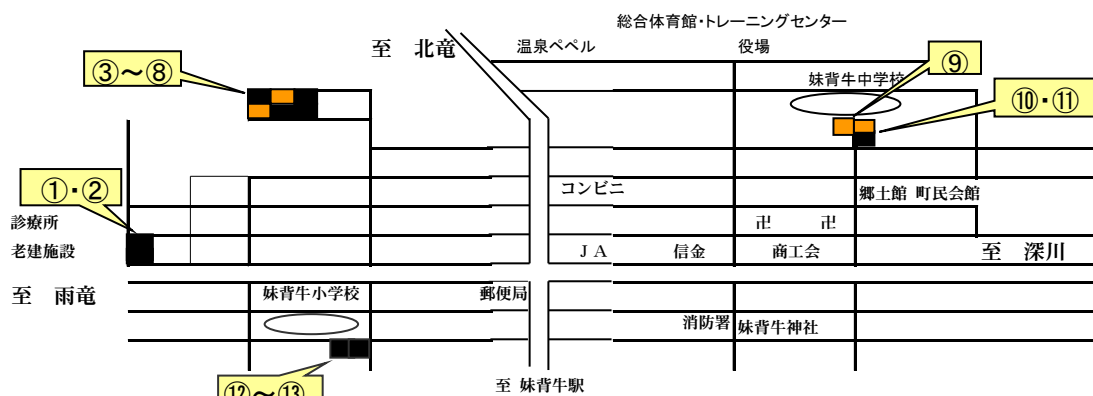 総合体育館・トレーニングセンター
至 北竜
温泉ペペル
役場
⑨
③〜⑧
妹背牛中学校
⑩・⑪
①・②
コンビニ
郷土館 町民会館
診療所
卍
卍
老建施設
ＪＡ
信金
商工会
至 深川
至 雨竜
妹背牛小学校
郵便局
消防署
妹背牛神社
至 妹背牛駅
⑫〜⑬